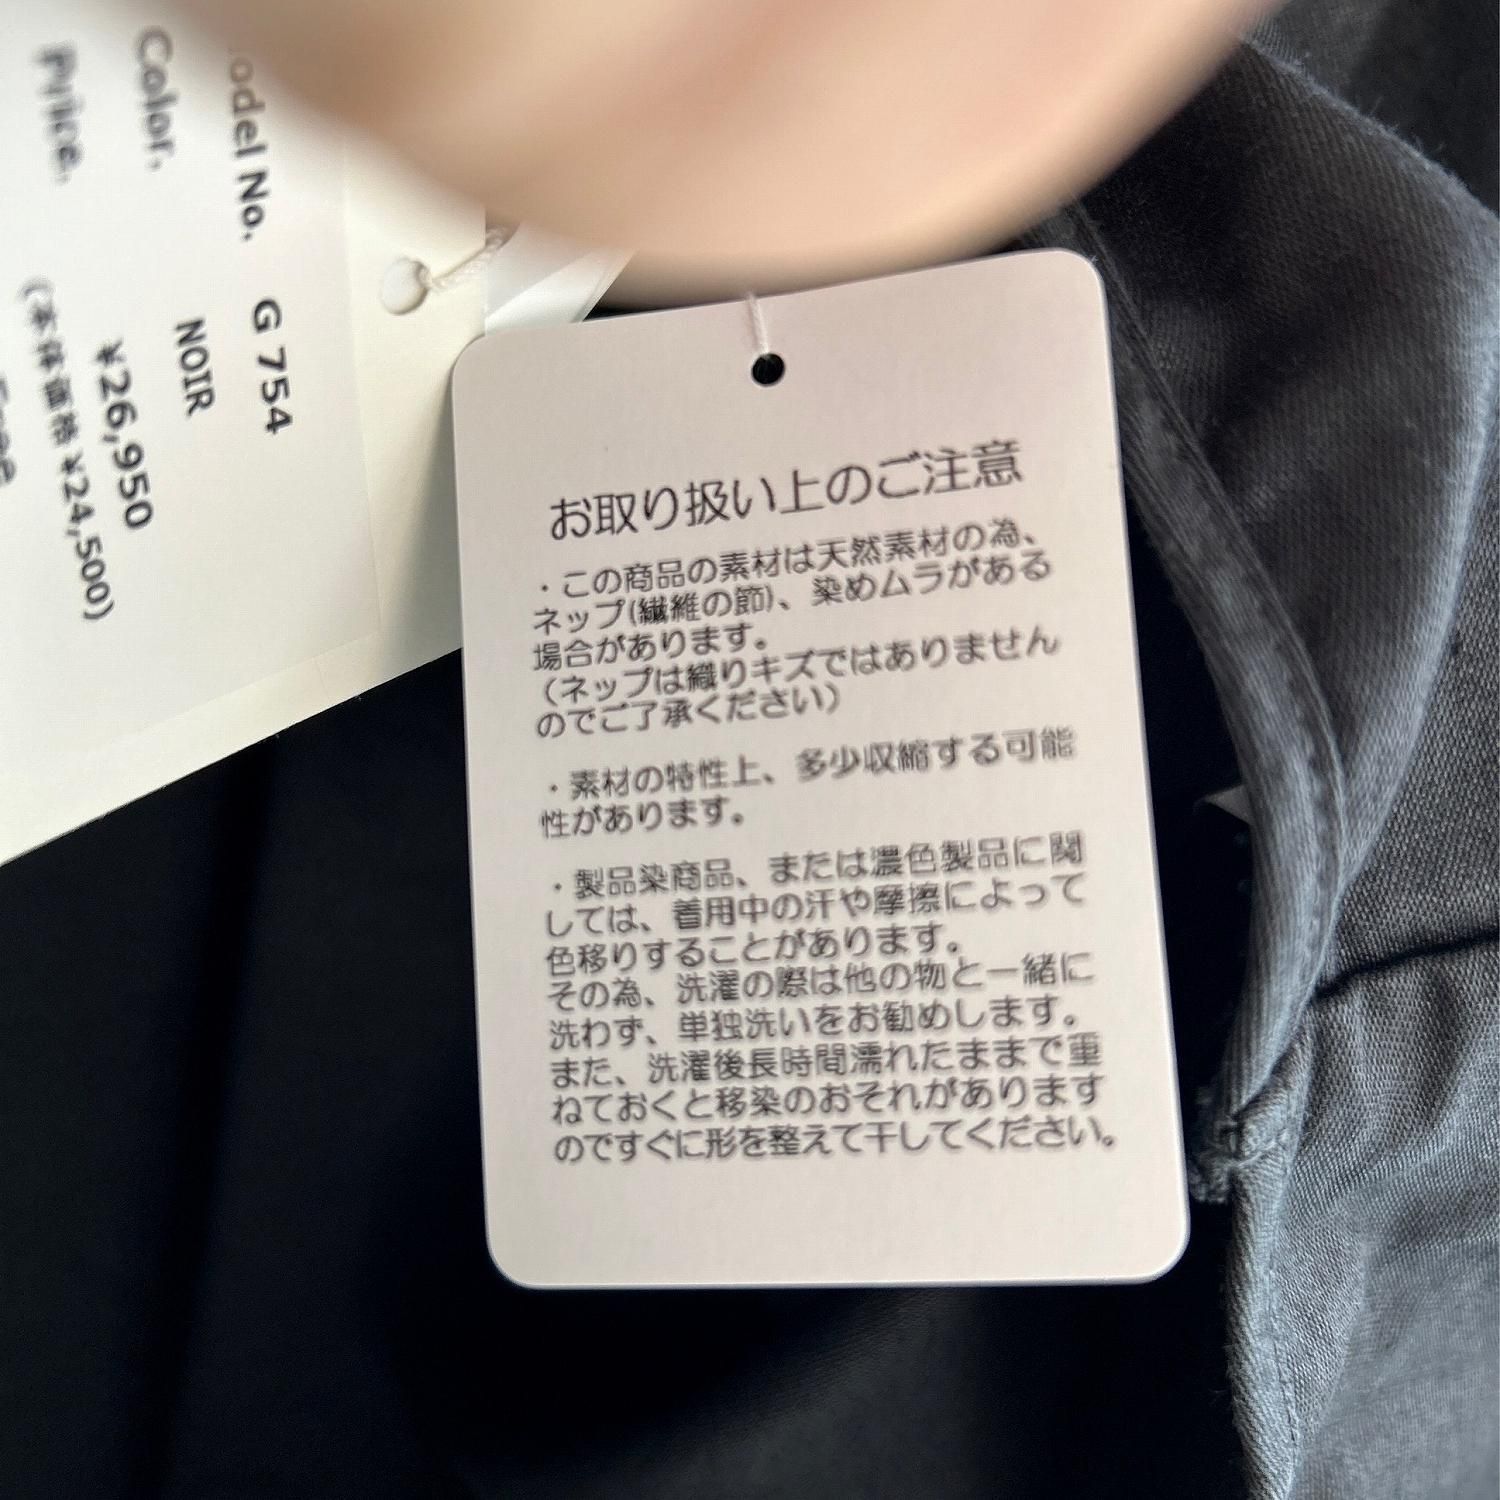 Model No. G 754
Color. NOIR
Price. ¥26,950
(本体価格 ¥24,500)
お取り扱い上のご注意
・この商品の素材は天然素材の為、
ネップ(繊維の節)、染めムラがある
場合があります。
（ネップは織りキズではありません
のでご了承ください）
・素材の特性上、多少収縮する可能
性があります。
・製品染商品、または濃色製品に関
しては、着用中の汗や摩擦によって
色移りすることがあります。
その為、洗濯の際は他の物と一緒に
洗わず、単独洗いをお勧めします。
また、洗濯後長時間濡れたままで重
ねておくと移染のおそれがあります
のですぐに形を整えて干してください。